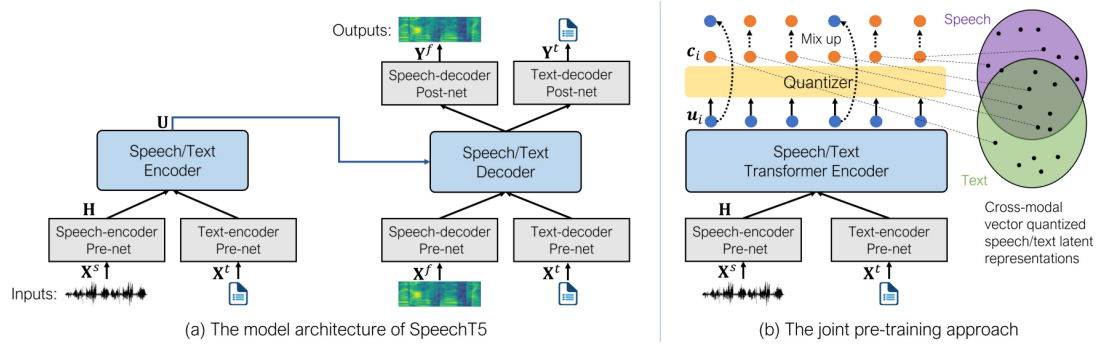 Outputs:
Y^f
Y^t
Speech-decoder
Post-net
Text-decoder
Post-net
U
Speech/Text
Encoder
Speech/Text
Decoder
H
Speech-encoder
Pre-net
Text-encoder
Pre-net
Speech-decoder
Pre-net
Text-decoder
Pre-net
X^s
X^t
X^f
X^t
Inputs:
(a) The model architecture of SpeechT5
Mix up
c_i
Quantizer
u_i
Speech/Text
Transformer Encoder
H
Speech-encoder
Pre-net
Text-encoder
Pre-net
X^s
X^t
Speech
Text
Cross-modal
vector quantized
speech/text latent
representations
(b) The joint pre-training approach